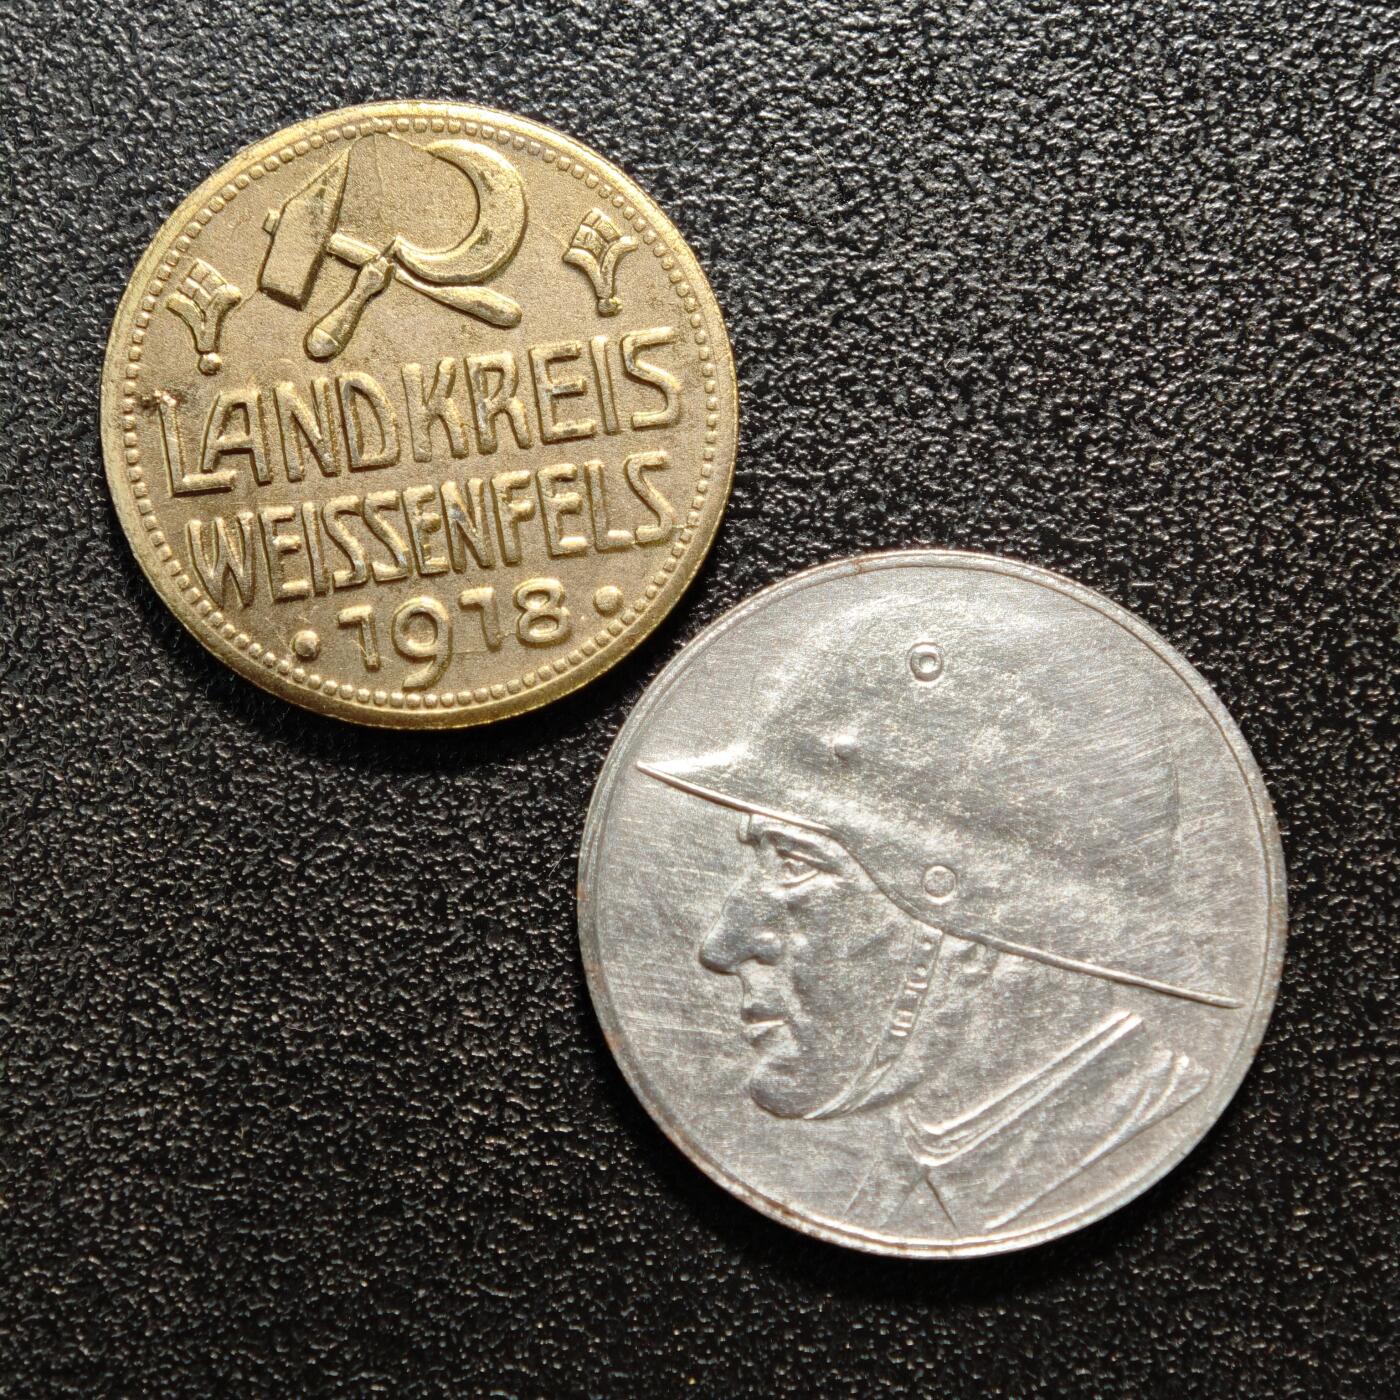 LANDKREIS
WEISSENFELS
· 1918 ·